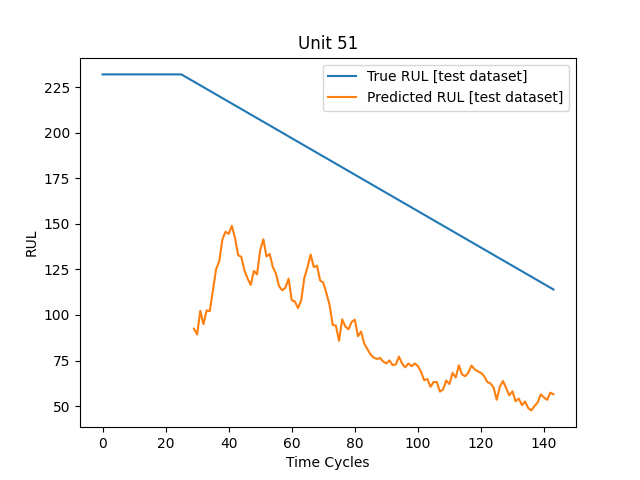 Unit 51
True RUL [test dataset]
Predicted RUL [test dataset]
RUL
225
200
175
150
125
100
75
50
0 20 40 60 80 100 120 140
Time Cycles